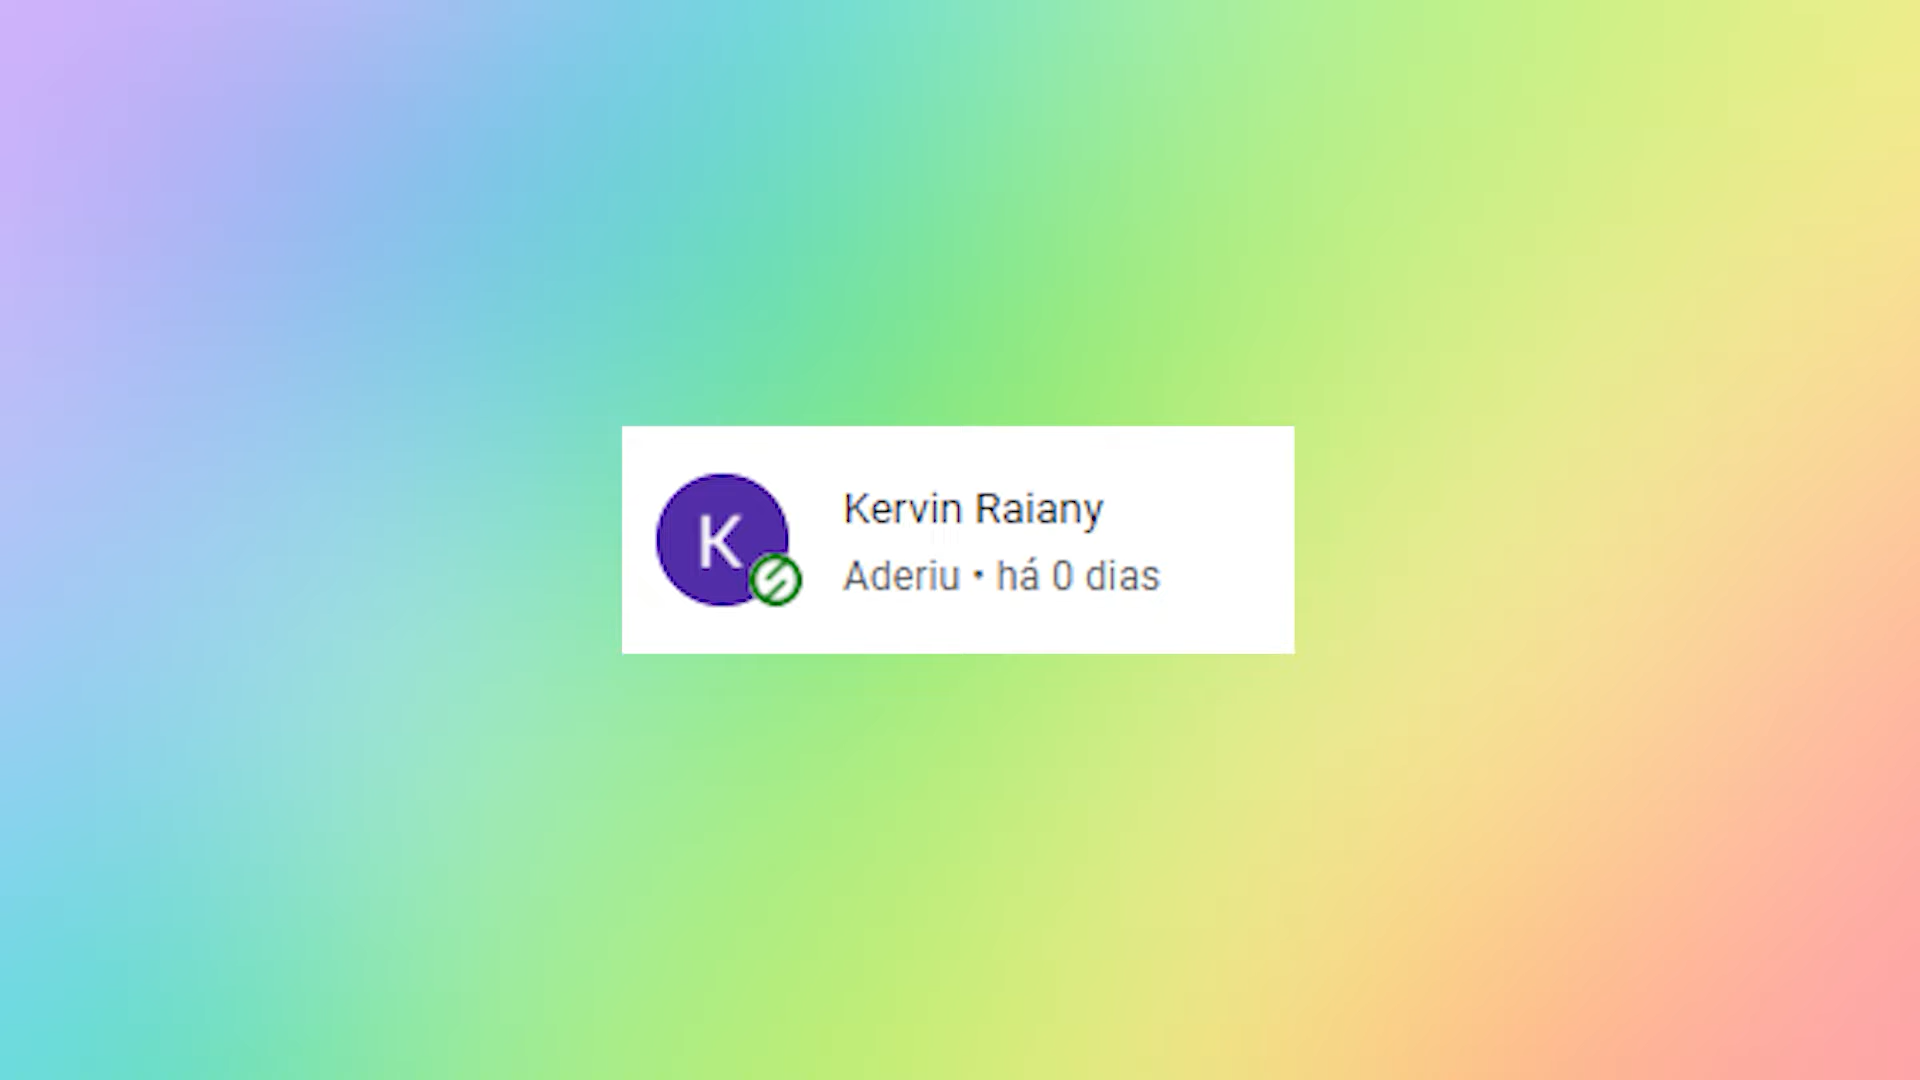 K
Kervin Raiany
Aderiu • há 0 dias